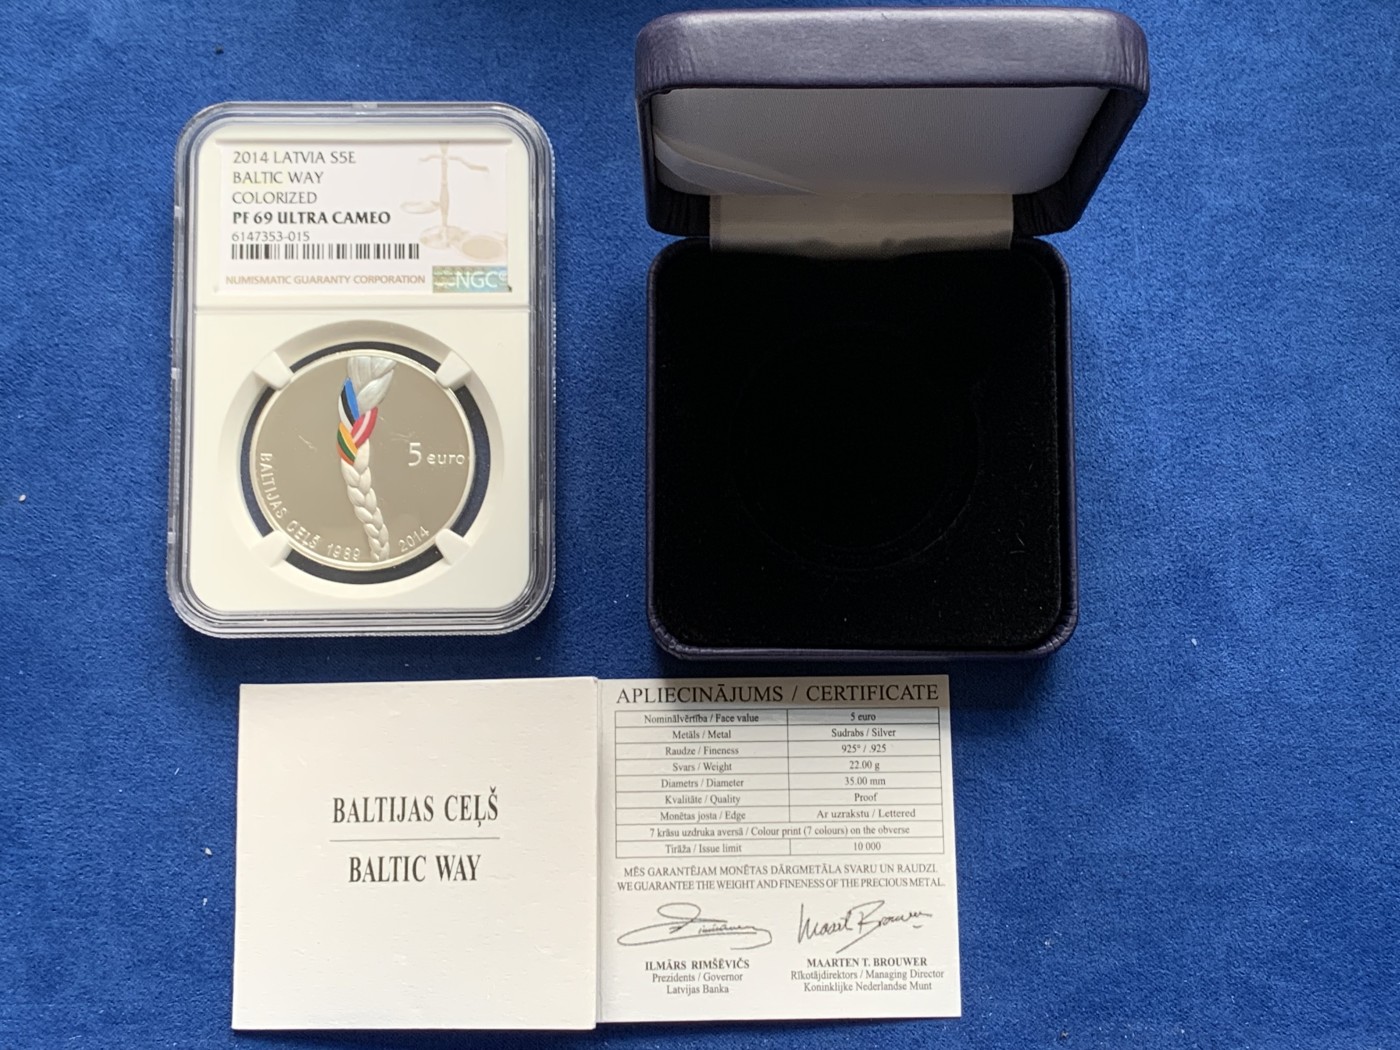 2014 LATVIA S5E
BALTIC WAY
COLORIZED
PF 69 ULTRA CAMEO
6147353-015
NUMISMATIC GUARANTY CORPORATION
NGC
5 euro
BALTIJAS CEĻŠ 1989 2014
BALTIJAS CEĻŠ
BALTIC WAY
APLIECINĀJUMS / CERTIFICATE
Nominālvērtība / Face value 5 euro
Metāls / Metal Sudrabs / Silver
Raudze / Fineness 925° / .925
Svars / Weight 22.00 g
Diametrs / Diameter 35.00 mm
Kvalitāte / Quality Proof
Monētas josta / Edge Ar uzrakstu / Lettered
7 krāsu uzdruka aversā / Colour print (7 colours) on the obverse
Tirāža / Issue limit 10 000
MĒS GARANTĒJAM MONĒTAS DĀRGMETĀLA SVARU UN RAUDZI.
WE GUARANTEE THE WEIGHT AND FINENESS OF THE PRECIOUS METAL.
ILMĀRS RIMŠĒVIČS
Prezidents / Governor
Latvijas Banka
MAARTEN T. BROUWER
Rīkotājdirektors / Managing Director
Koninklijke Nederlandse Munt